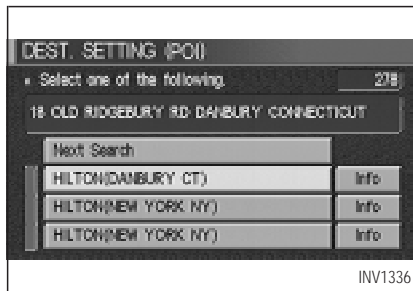 DEST. SETTING (POI)
Select one of the following. 278
18 OLD RIDGEBURY RD DANBURY CONNECTICUT
Next Search
HILTON(DANBURY CT) Info
HILTON(NEW YORK NY) Info
HILTON(NEW YORK NY) Info
INV1336